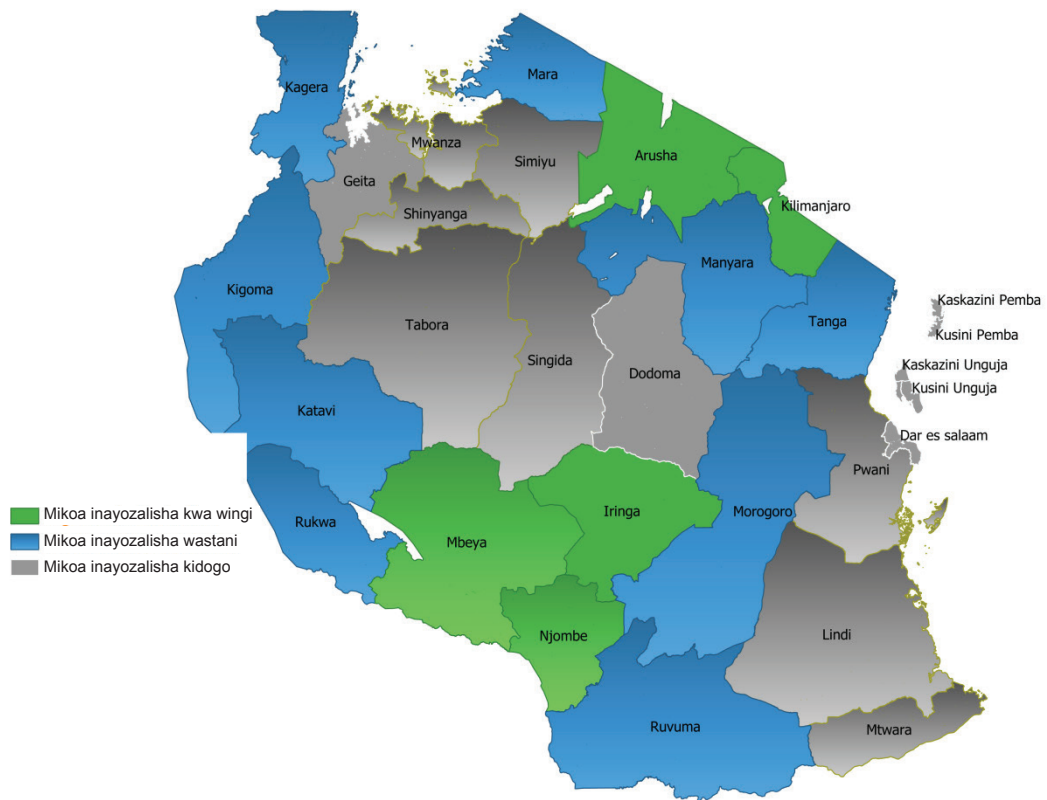 Kagera
Mara
Mwanza
Simiyu
Arusha
Geita
Shinyanga
Kilimanjaro
Kigoma
Manyara
Kaskazini Pemba
Tabora
Tanga
Kusini Pemba
Singida
Dodoma
Kaskazini Unguja
Kusini Unguja
Katavi
Dar es salaam
Pwani
Mikoa inayozalisha kwa wingi
Rukwa
Iringa
Morogoro
Mikoa inayozalisha wastani
Mbeya
Mikoa inayozalisha kidogo
Njombe
Lindi
Ruvuma
Mtwara